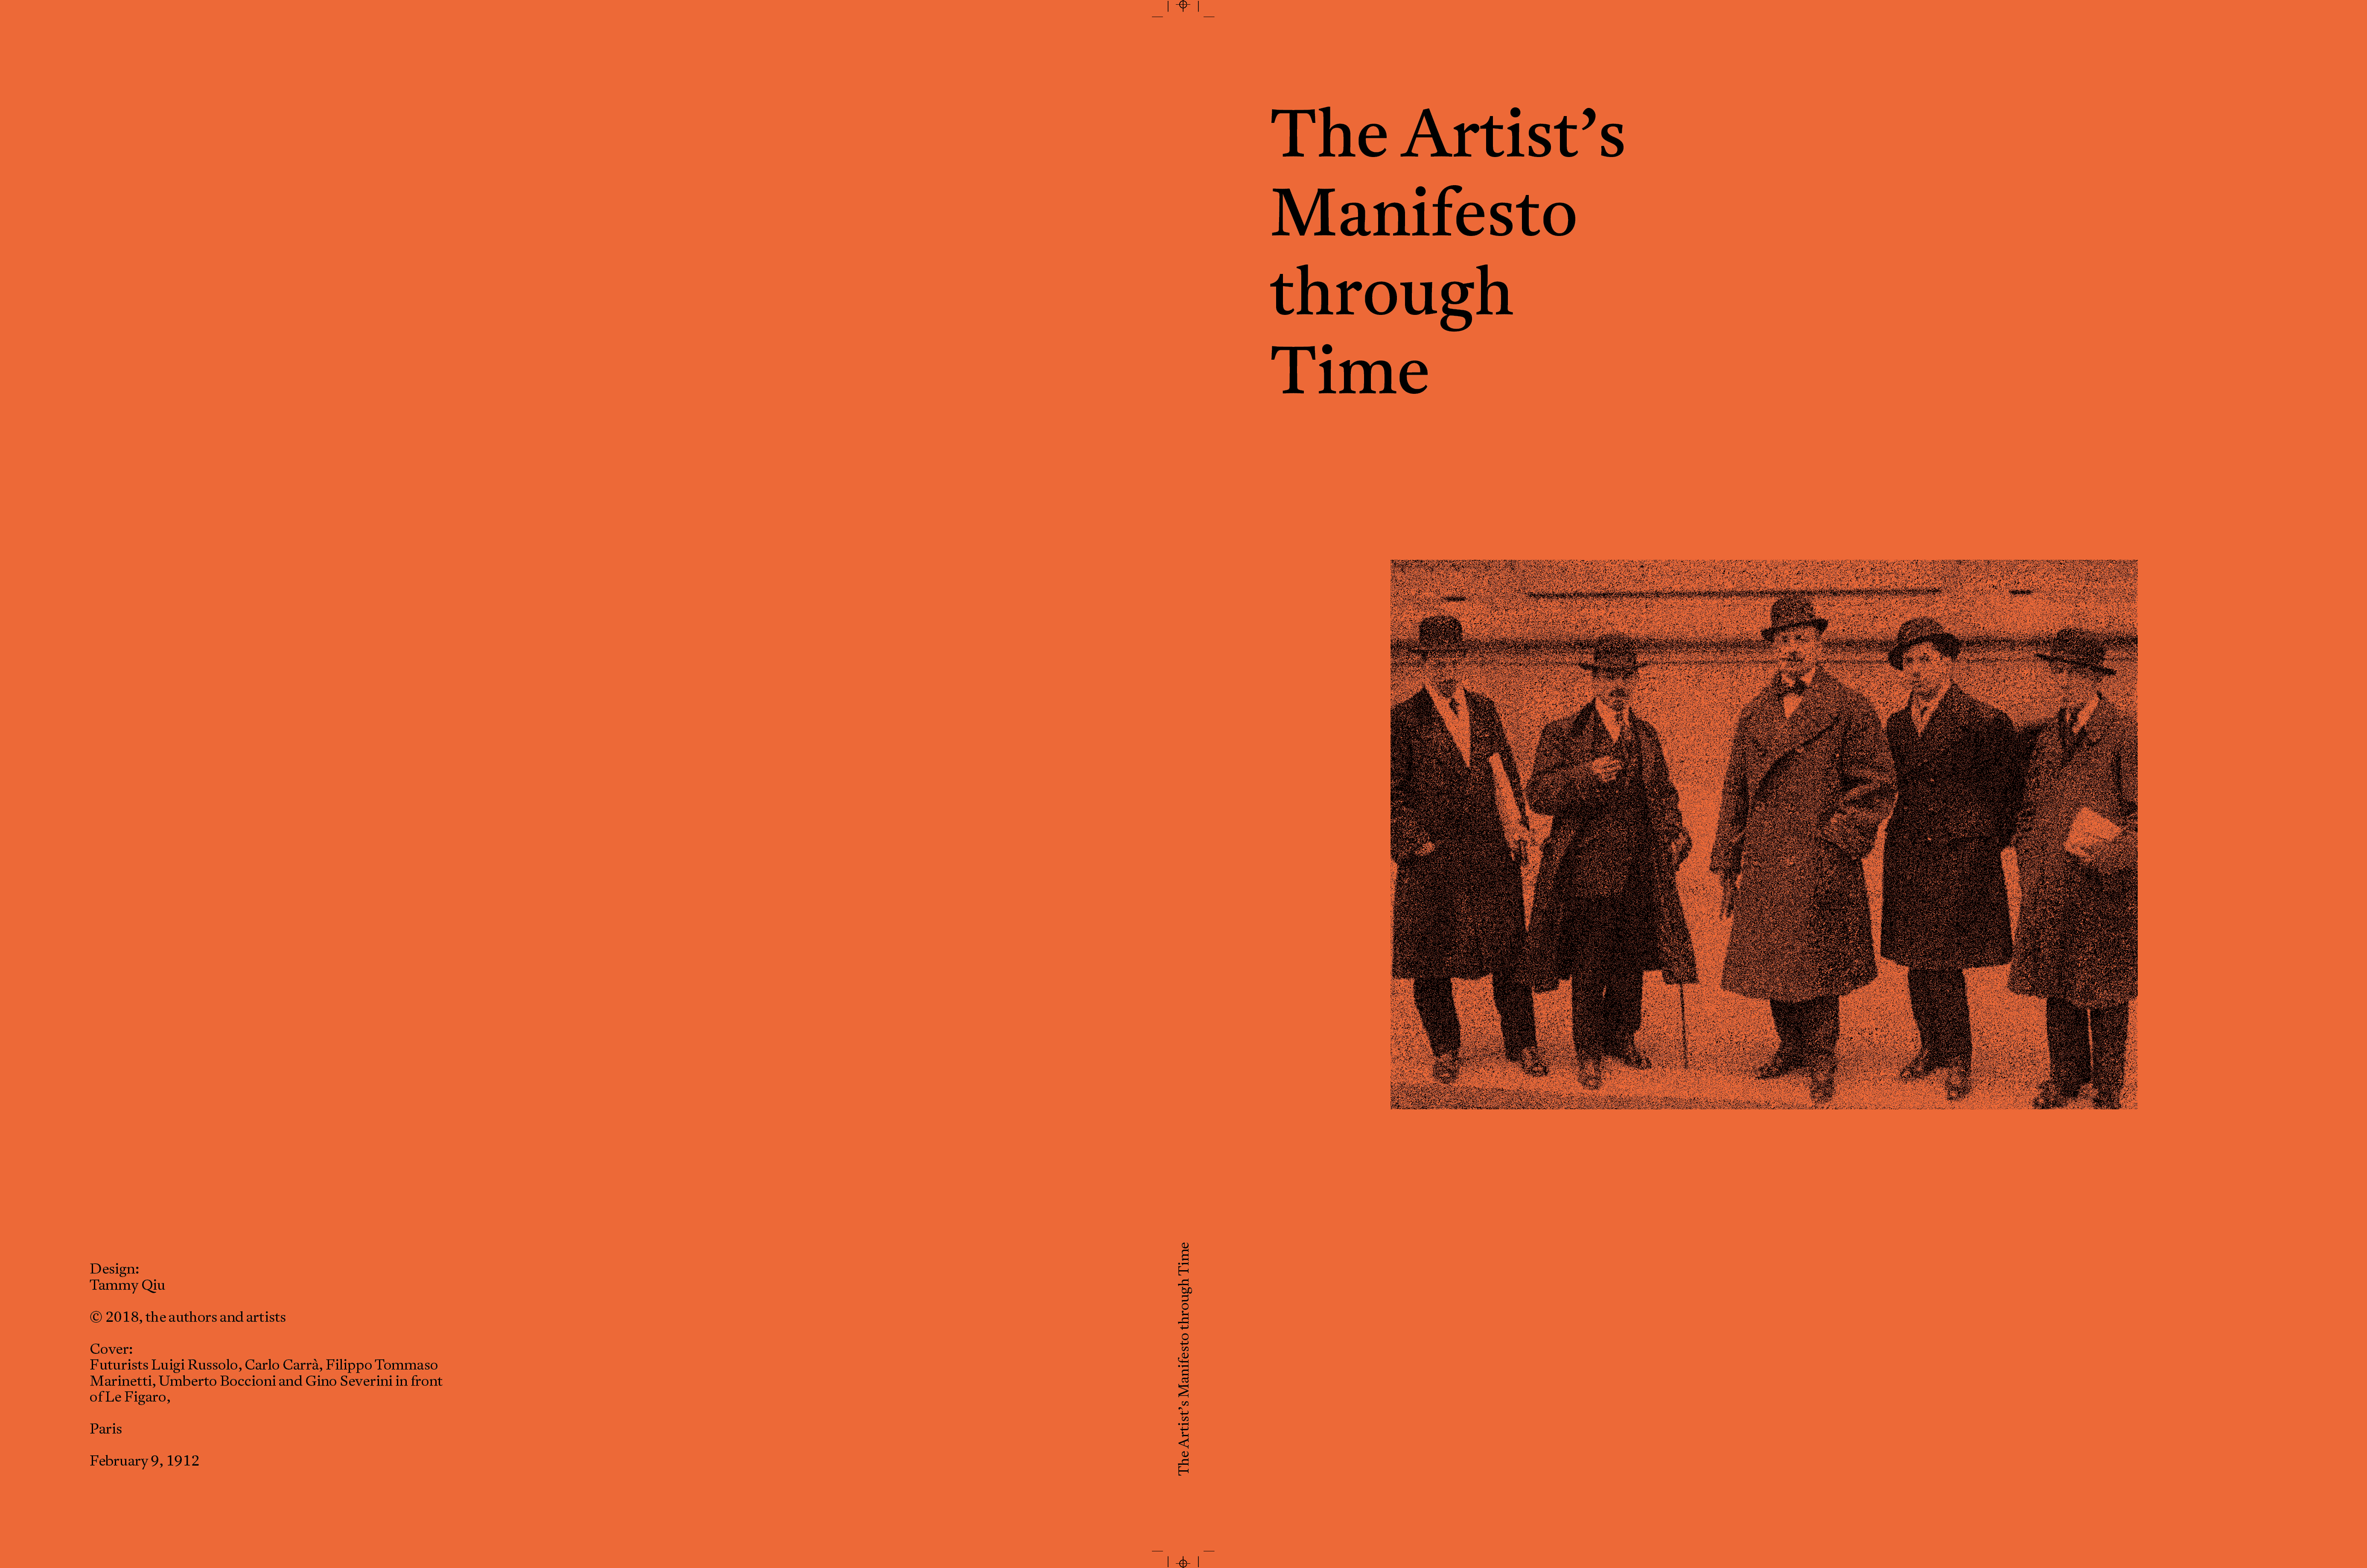 The Artist’s
Manifesto
through
Time
Design:
Tammy Qiu
© 2018, the authors and artists
Cover:
Futurists Luigi Russolo, Carlo Carrà, Filippo Tommaso
Marinetti, Umberto Boccioni and Gino Severini in front
of Le Figaro,
Paris
February 9, 1912
The Artist’s Manifesto through Time